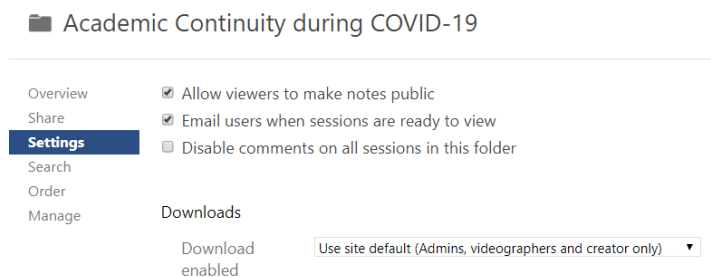 Academic Continuity during COVID-19
Overview
Share
Settings
Search
Order
Manage
Allow viewers to make notes public
Email users when sessions are ready to view
Disable comments on all sessions in this folder
Downloads
Download
enabled
Use site default (Admins, videographers and creator only)